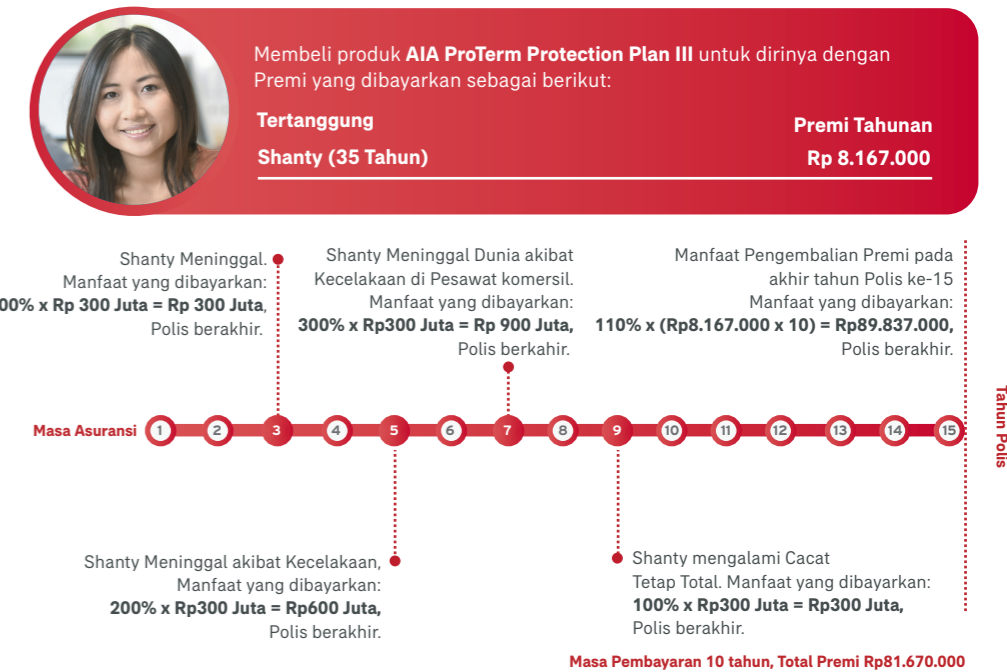 Membeli produk AIA ProTerm Protection Plan III untuk dirinya dengan
Premi yang dibayarkan sebagai berikut:
Tertanggung
Premi Tahunan
Shanty (35 Tahun)
Rp 8.167.000
Shanty Meninggal.
Manfaat yang dibayarkan:
00% x Rp 300 Juta = Rp 300 Juta,
Polis berakhir.
Shanty Meninggal Dunia akibat
Kecelakaan di Pesawat komersil.
Manfaat yang dibayarkan:
300% x Rp300 Juta = Rp 900 Juta,
Polis berkahir.
Manfaat Pengembalian Premi pada
akhir tahun Polis ke-15
Manfaat yang dibayarkan:
110% x (Rp8.167.000 x 10) = Rp89.837.000,
Polis berakhir.
Masa Asuransi 1 2 3 4 5 6 7 8 9 10 11 12 13 14 15
Tahun Polis
Shanty Meninggal akibat Kecelakaan,
Manfaat yang dibayarkan:
200% x Rp300 Juta = Rp600 Juta,
Polis berakhir.
Shanty mengalami Cacat
Tetap Total. Manfaat yang dibayarkan:
100% x Rp300 Juta = Rp300 Juta,
Polis berakhir.
Masa Pembayaran 10 tahun, Total Premi Rp81.670.000